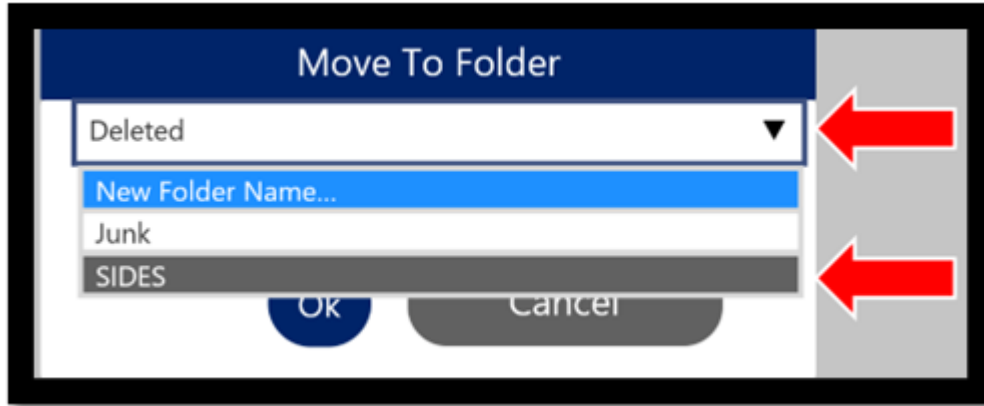 Move To Folder
Deleted
New Folder Name...
Junk
SIDES
Ok Cancel